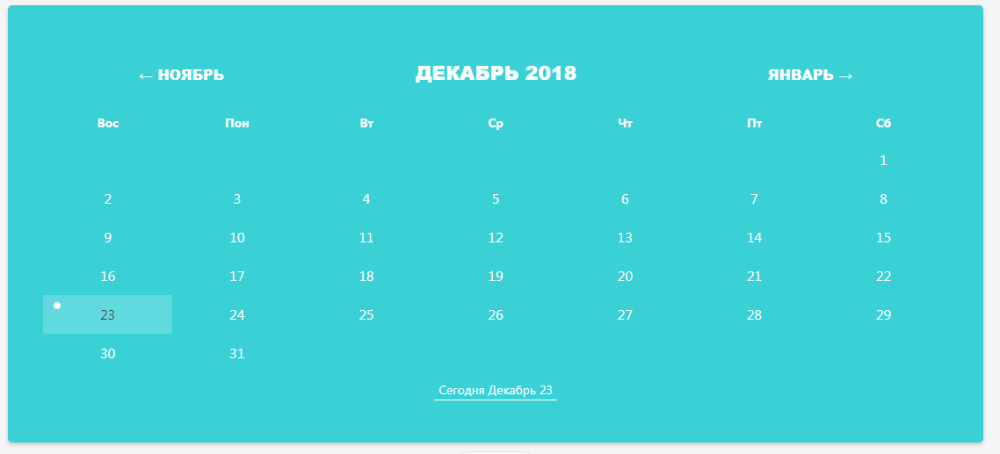 ← НОЯБРЬ ДЕКАБРЬ 2018 ЯНВАРЬ →
Вос Пон Вт Ср Чт Пт Сб
1
2 3 4 5 6 7 8
9 10 11 12 13 14 15
16 17 18 19 20 21 22
23 24 25 26 27 28 29
30 31
Сегодня Декабрь 23